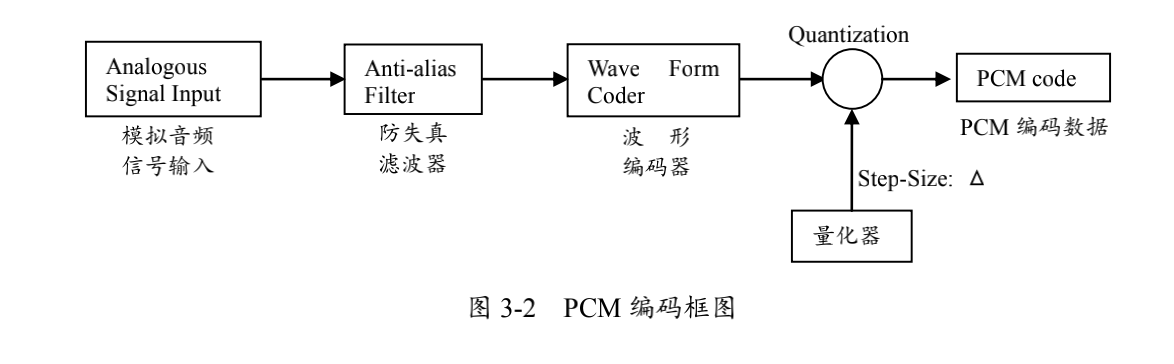 Analogous
Signal Input
模拟音频
信号输入
Anti-alias
Filter
防失真
滤波器
Wave Form
Coder
波 形
编码器
Quantization
PCM code
PCM 编码数据
Step-Size: Δ
量化器
图 3-2 PCM 编码框图